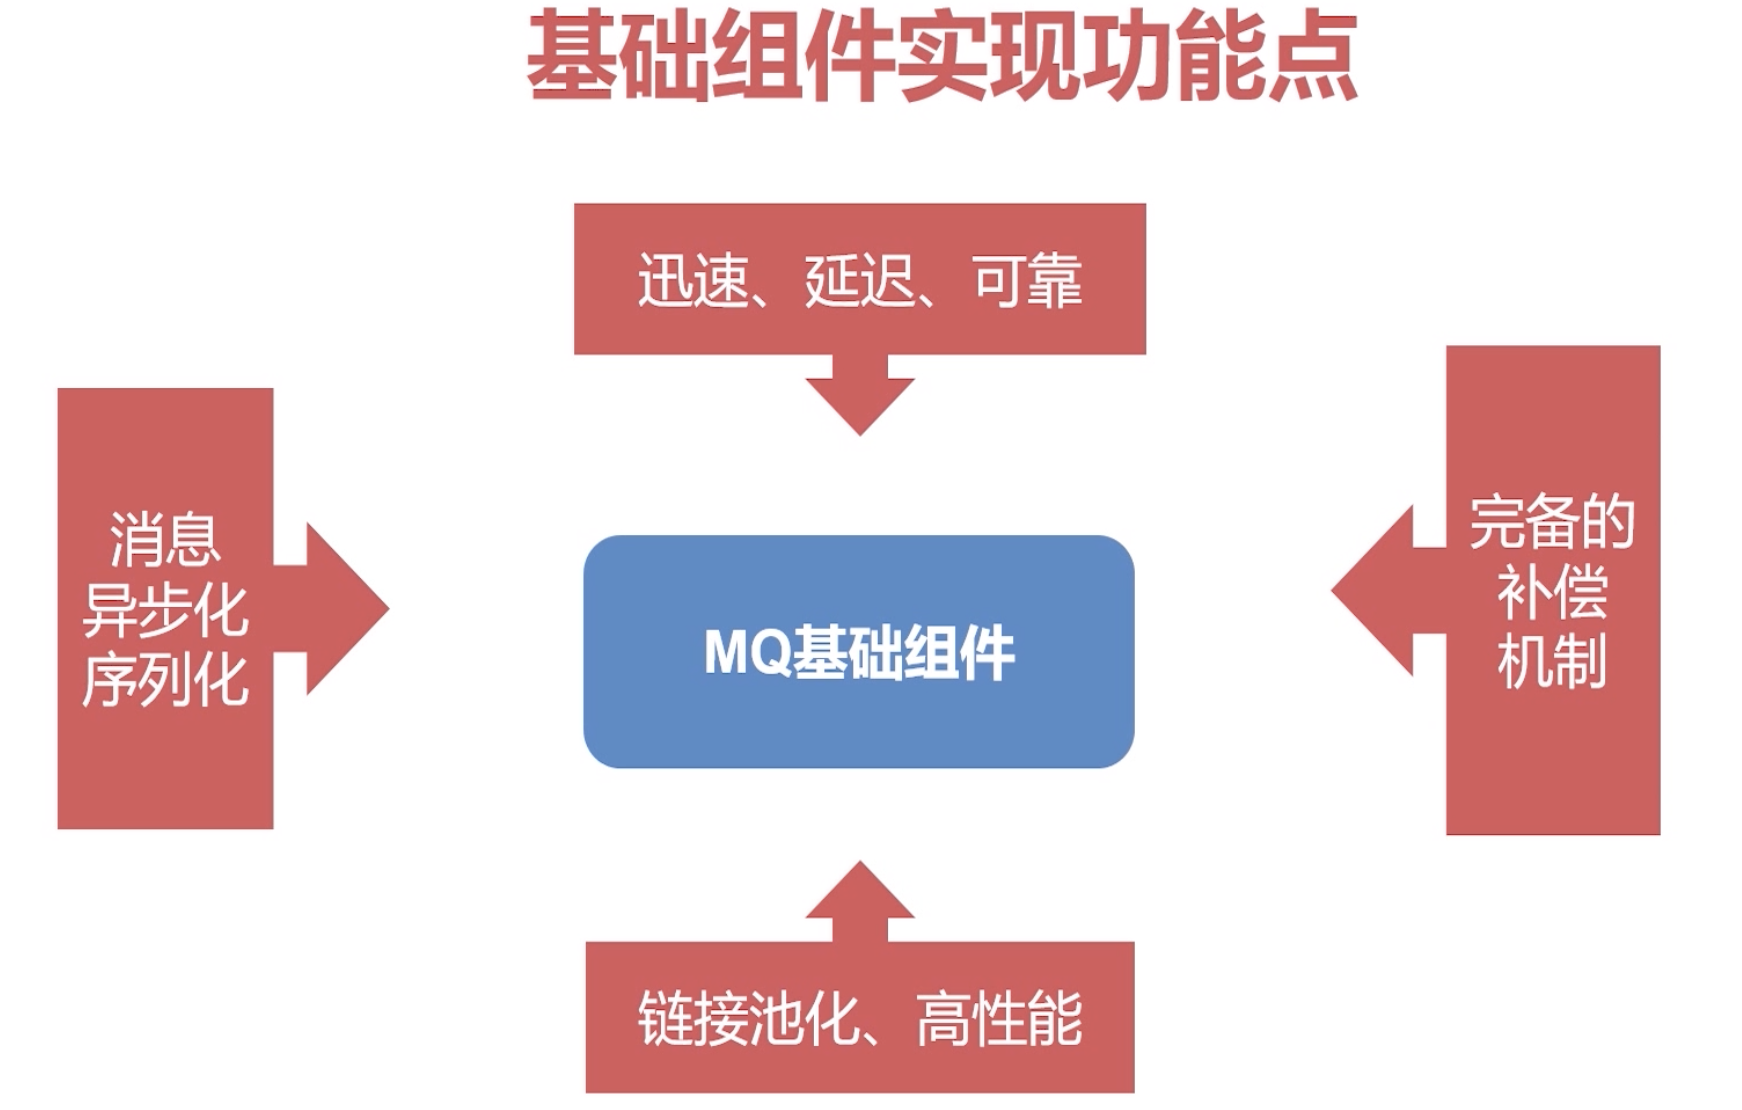 基础组件实现功能点
迅速、延迟、可靠
消息
异步化
序列化
MQ基础组件
完备的
补偿
机制
链接池化、高性能